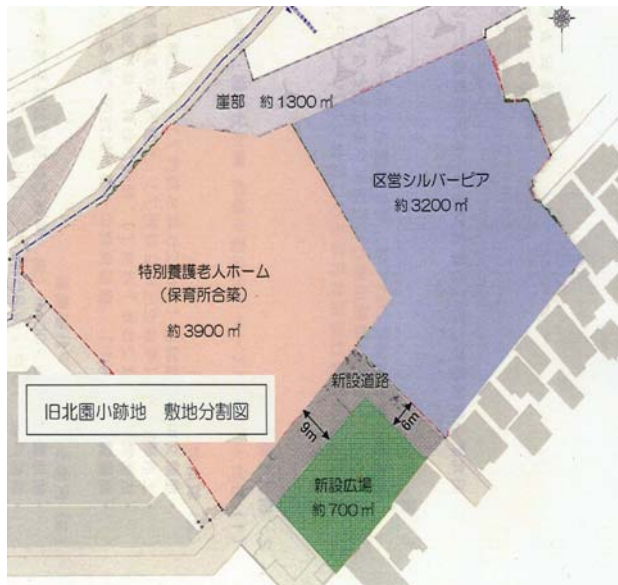 崖部 約1300㎡
区営シルバーピア
約3200㎡
特別養護老人ホーム
(保育所合築)
約3900㎡
新設道路
旧北園小跡地 敷地分割図
9m
6m
新設広場
約700㎡